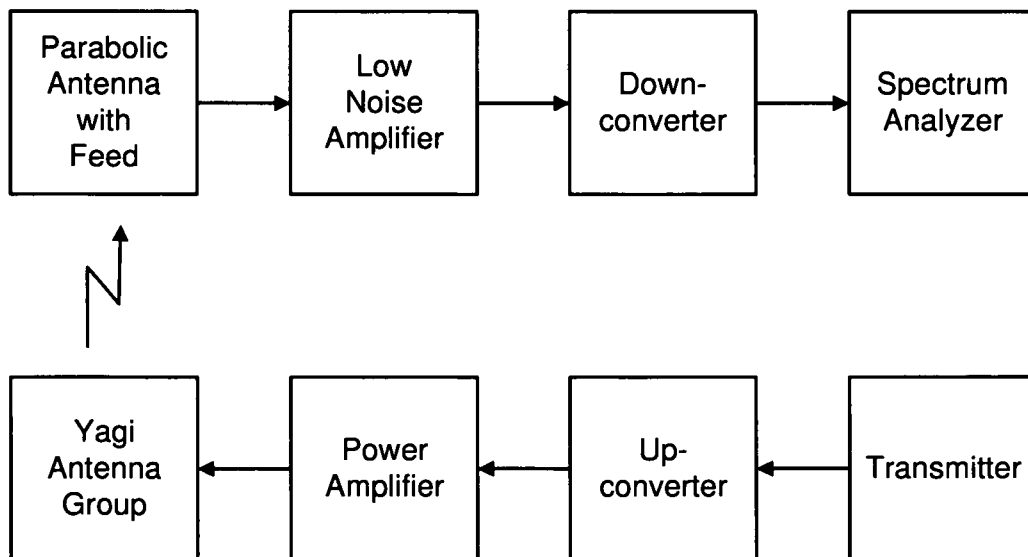 Parabolic
Antenna
with
Feed
Low
Noise
Amplifier
Down-
converter
Spectrum
Analyzer
Yagi
Antenna
Group
Power
Amplifier
Up-
converter
Transmitter